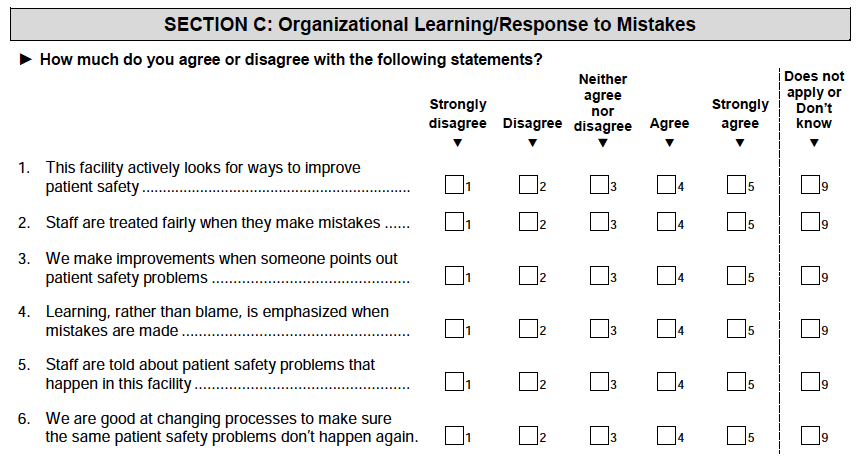 SECTION C: Organizational Learning/Response to Mistakes
► How much do you agree or disagree with the following statements?
Strongly disagree ▼
Disagree ▼
Neither agree nor disagree ▼
Agree ▼
Strongly agree ▼
Does not apply or Don't know ▼
1. This facility actively looks for ways to improve
patient safety ................................................................ 1 2 3 4 5 9
2. Staff are treated fairly when they make mistakes ...... 1 2 3 4 5 9
3. We make improvements when someone points out
patient safety problems ................................................ 1 2 3 4 5 9
4. Learning, rather than blame, is emphasized when
mistakes are made ....................................................... 1 2 3 4 5 9
5. Staff are told about patient safety problems that
happen in this facility .................................................... 1 2 3 4 5 9
6. We are good at changing processes to make sure
the same patient safety problems don't happen again. 1 2 3 4 5 9